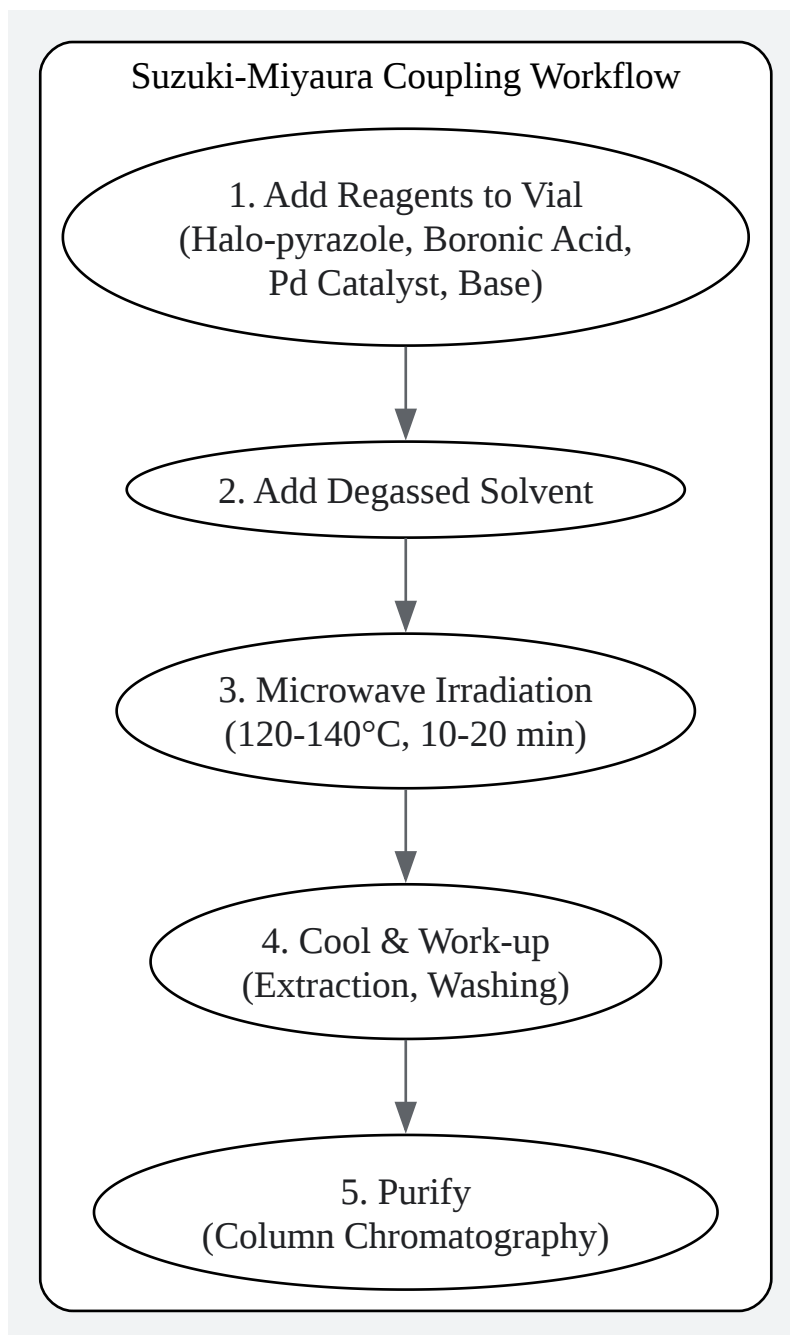 Suzuki-Miyaura Coupling Workflow
1. Add Reagents to Vial
(Halo-pyrazole, Boronic Acid,
Pd Catalyst, Base)
2. Add Degassed Solvent
3. Microwave Irradiation
(120-140°C, 10-20 min)
4. Cool & Work-up
(Extraction, Washing)
5. Purify
(Column Chromatography)